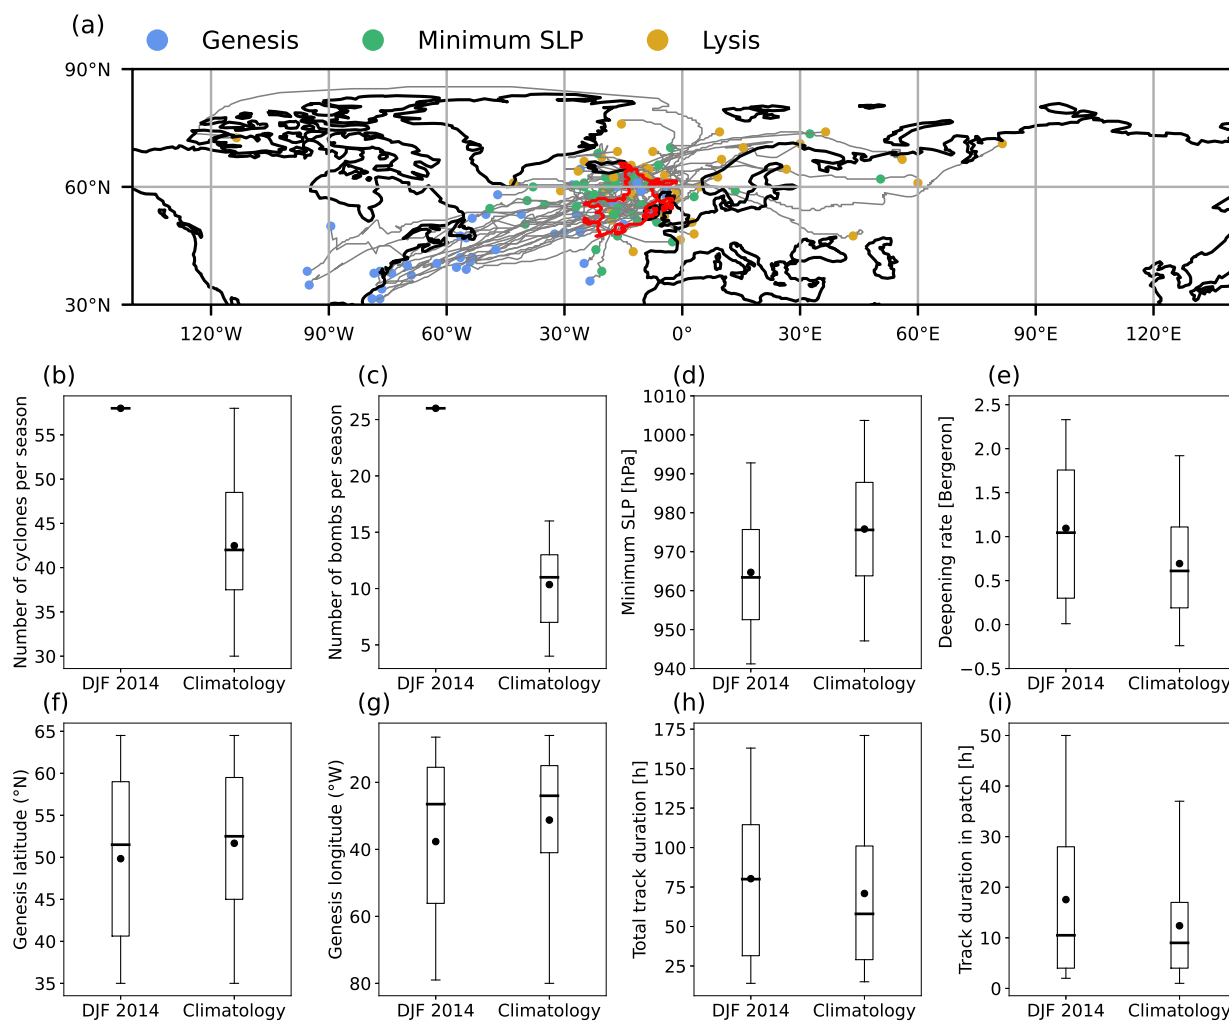 (a)
Genesis Minimum SLP Lysis
90°N
60°N
30°N
120°W 90°W 60°W 30°W 0° 30°E 60°E 90°E 120°E
(b) (c) (d) (e)
Number of cyclones per season
55
50
45
40
35
30
DJF 2014 Climatology
Number of bombs per season
25
20
15
10
5
DJF 2014 Climatology
Minimum SLP [hPa]
1010
1000
990
980
970
960
950
940
DJF 2014 Climatology
Deepening rate [Bergeron]
2.5
2.0
1.5
1.0
0.5
0.0
−0.5
DJF 2014 Climatology
(f) (g) (h) (i)
Genesis latitude (°N)
65
60
55
50
45
40
35
DJF 2014 Climatology
Genesis longitude (°W)
20
40
60
80
DJF 2014 Climatology
Total track duration [h]
175
150
125
100
75
50
25
DJF 2014 Climatology
Track duration in patch [h]
50
40
30
20
10
0
DJF 2014 Climatology